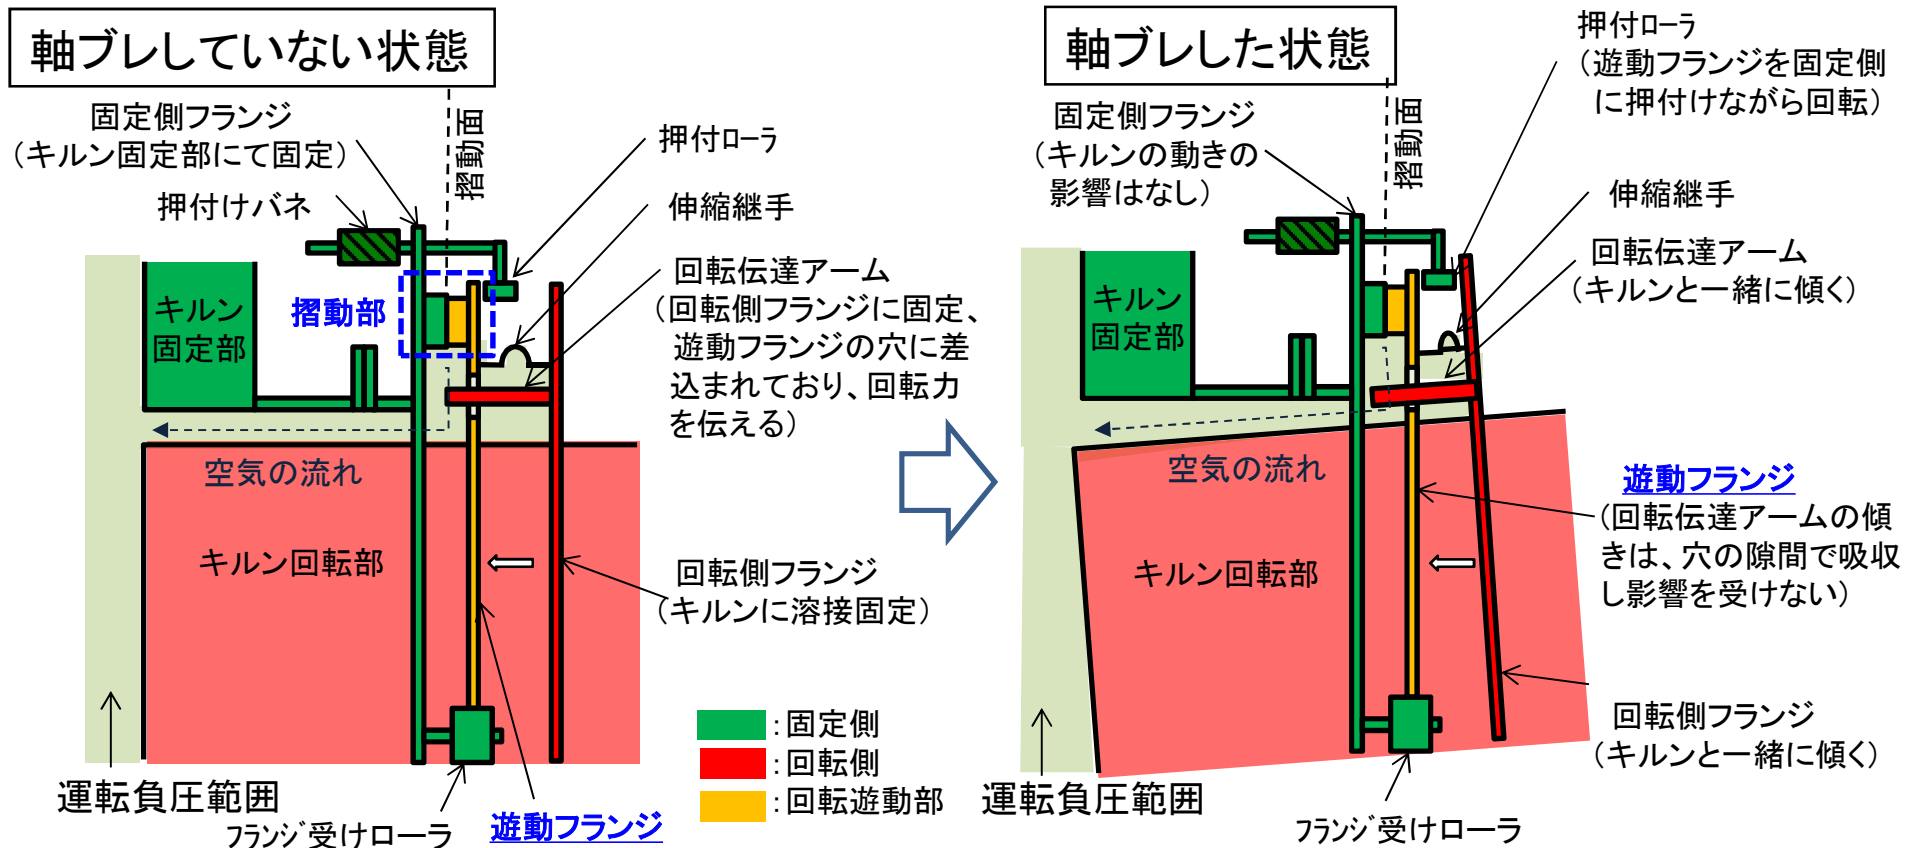 軸ブレしていない状態
固定側フランジ
(キルン固定部にて固定)
押付けバネ
摺動面
押付ローラ
伸縮継手
回転伝達アーム
(回転側フランジに固定、
遊動フランジの穴に差
込まれており、回転力
を伝える)
キルン
固定部
摺動部
空気の流れ
キルン回転部
回転側フランジ
(キルンに溶接固定)
運転負圧範囲
フランジ受けローラ
遊動フランジ
:固定側
:回転側
:回転遊動部
軸ブレした状態
固定側フランジ
(キルンの動きの
影響はなし)
摺動面
押付ローラ
(遊動フランジを固定側
に押付けながら回転)
伸縮継手
回転伝達アーム
(キルンと一緒に傾く)
キルン
固定部
空気の流れ
キルン回転部
遊動フランジ
(回転伝達アームの傾
きは、穴の隙間で吸収
し影響を受けない)
回転側フランジ
(キルンと一緒に傾く)
運転負圧範囲
フランジ受けローラ